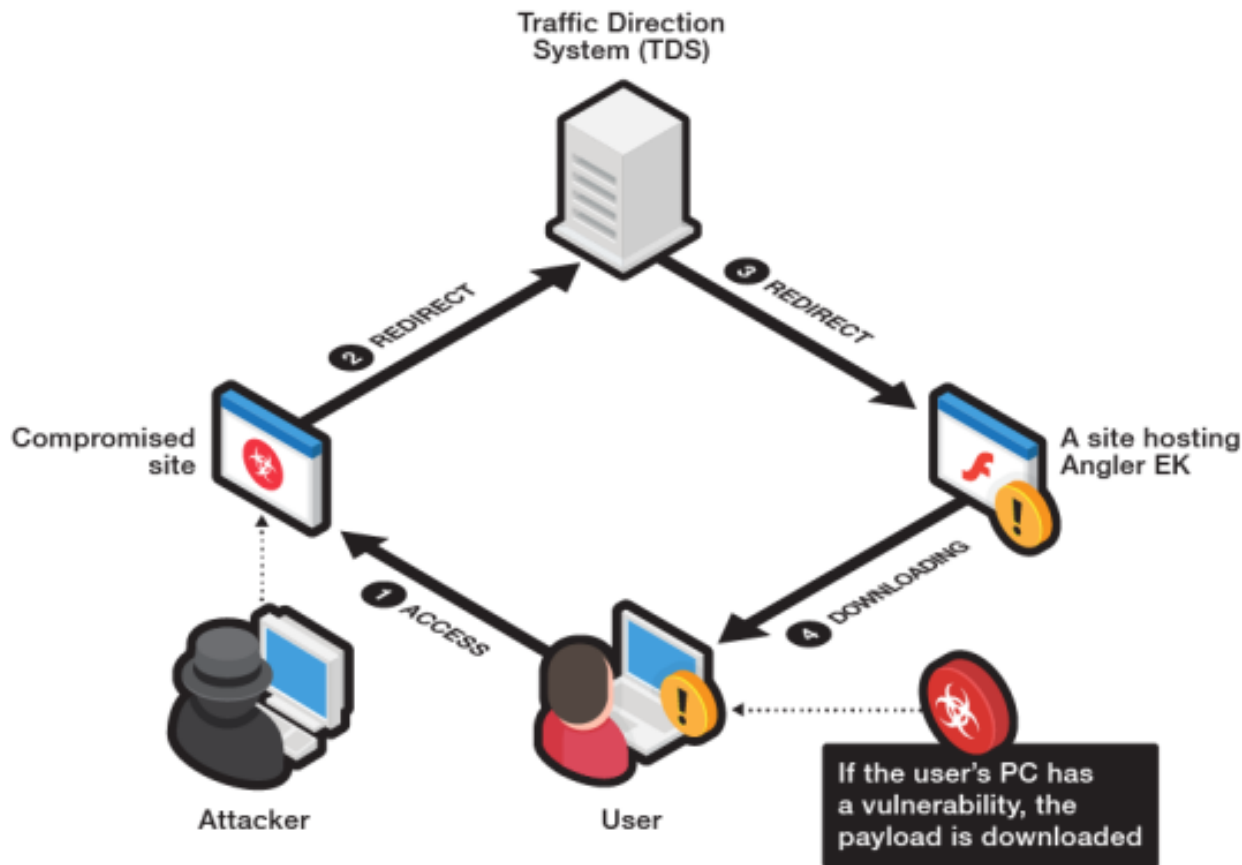 Traffic Direction
System (TDS)
2 REDIRECT
3 REDIRECT
Compromised
site
A site hosting
Angler EK
1 ACCESS
4 DOWNLOADING
Attacker
User
If the user's PC has
a vulnerability, the
payload is downloaded